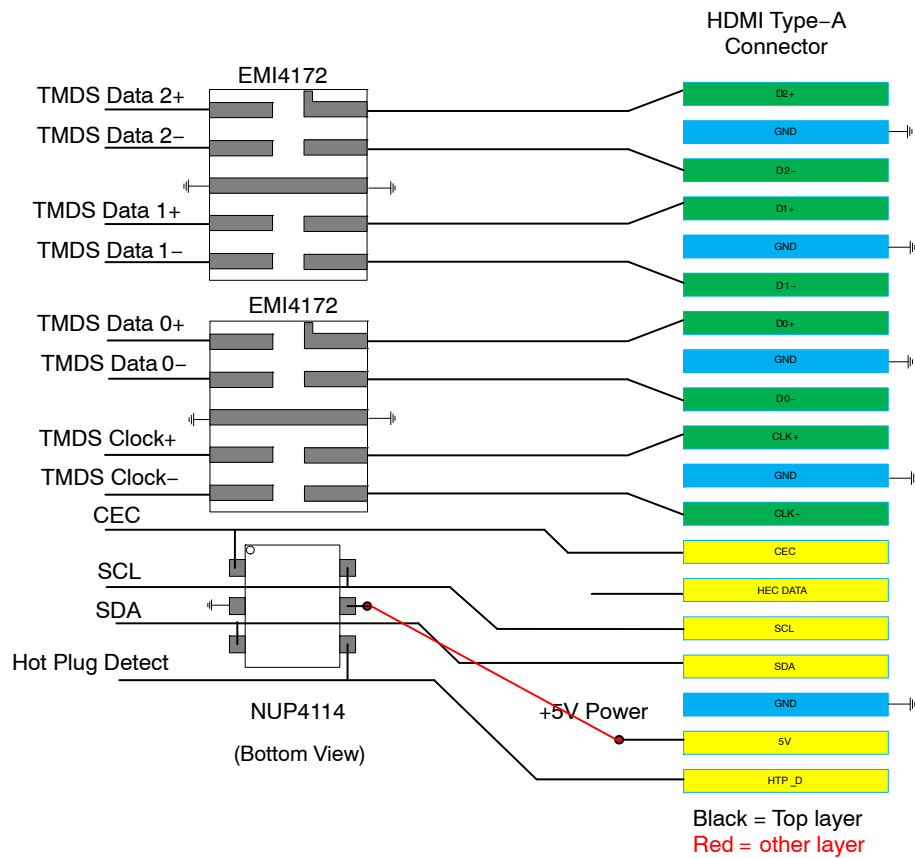 HDMI Type−A
Connector
EMI4172
TMDS Data 2+
TMDS Data 2−
TMDS Data 1+
TMDS Data 1−
EMI4172
TMDS Data 0+
TMDS Data 0−
TMDS Clock+
TMDS Clock−
CEC
SCL
SDA
Hot Plug Detect
NUP4114
(Bottom View)
+5V Power
D2+
GND
D2−
D1+
GND
D1−
D0+
GND
D0−
CLK+
GND
CLK−
CEC
HEC DATA
SCL
SDA
GND
5V
HTP_D
Black = Top layer
Red = other layer